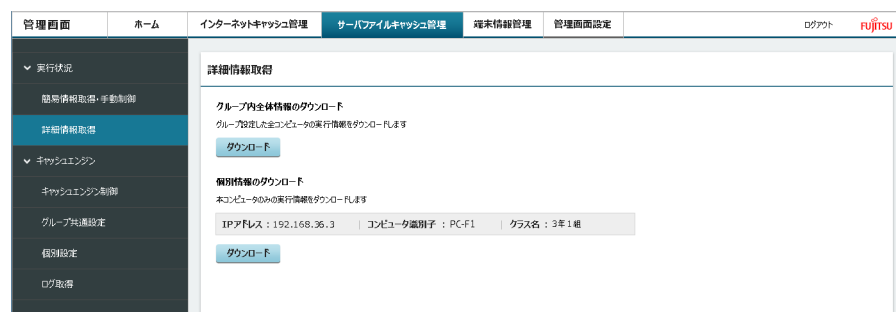 管理画面 ホーム インターネットキャッシュ管理 サーバファイルキャッシュ管理 端末情報管理 管理画面設定 ログアウト FUJITSU
実行状況
簡易情報取得・手動制御
詳細情報取得
キャッシュエンジン
キャッシュエンジン制御
グループ共通設定
個別設定
ログ取得
詳細情報取得
グループ内全体情報のダウンロード
グループ設定した全コンピュータの実行情報をダウンロードします
ダウンロード
個別情報のダウンロード
本コンピュータのみの実行情報をダウンロードします
IPアドレス : 192.168.36.3 | コンピュータ識別子 : PC-F1 | クラス名 : 3年1組
ダウンロード